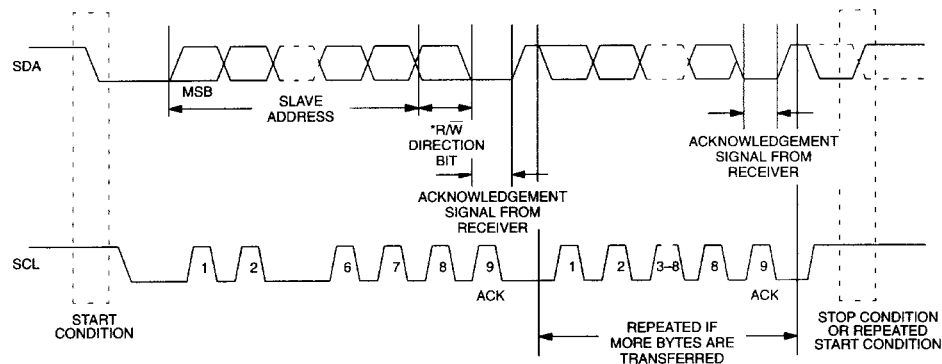 SDA
MSB
SLAVE
ADDRESS
*R/W̅
DIRECTION
BIT
ACKNOWLEDGEMENT
SIGNAL FROM
RECEIVER
ACKNOWLEDGEMENT
SIGNAL FROM
RECEIVER
SCL
1 2 6 7 8 9 1 2 3–8 8 9
ACK
ACK
START
CONDITION
REPEATED IF
MORE BYTES ARE
TRANSFERRED
STOP CONDITION
OR REPEATED
START CONDITION